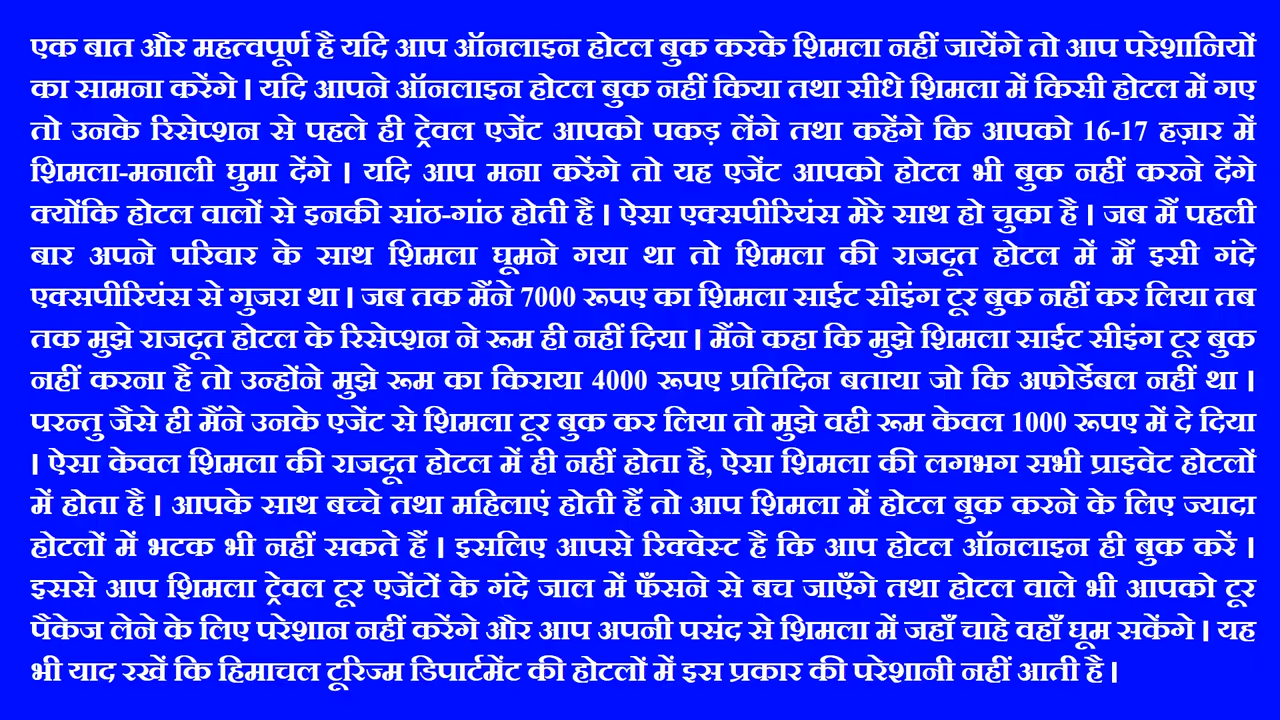 एक बात और महत्वपूर्ण है यदि आप ऑनलाइन होटल बुक करके शिमला नहीं जायेंगे तो आप परेशानियों
का सामना करेंगे । यदि आपने ऑनलाइन होटल बुक नहीं किया तथा सीधे शिमला में किसी होटल में गए
तो उनके रिसेप्शन से पहले ही ट्रेवल एजेंट आपको पकड़ लेंगे तथा कहेंगे कि आपको 16-17 हज़ार में
शिमला-मनाली घुमा देंगे । यदि आप मना करेंगे तो यह एजेंट आपको होटल भी बुक नहीं करने देंगे
क्योंकि होटल वालों से इनकी सांठ-गांठ होती है । ऐसा एक्सपीरियंस मेरे साथ हो चुका है । जब मैं पहली
बार अपने परिवार के साथ शिमला घूमने गया था तो शिमला की राजदूत होटल में मैं इसी गंदे
एक्सपीरियंस से गुजरा था । जब तक मैंने 7000 रूपए का शिमला साईट सीइंग टूर बुक नहीं कर लिया तब
तक मुझे राजदूत होटल के रिसेप्शन ने रूम ही नहीं दिया । मैंने कहा कि मुझे शिमला साईट सीइंग टूर बुक
नहीं करना है तो उन्होंने मुझे रूम का किराया 4000 रूपए प्रतिदिन बताया जो कि अफोर्डेबल नहीं था ।
परन्तु जैसे ही मैंने उनके एजेंट से शिमला टूर बुक कर लिया तो मुझे वही रूम केवल 1000 रूपए में दे दिया
। ऐसा केवल शिमला की राजदूत होटल में ही नहीं होता है, ऐसा शिमला की लगभग सभी प्राइवेट होटलों
में होता है । आपके साथ बच्चे तथा महिलाएं होती हैं तो आप शिमला में होटल बुक करने के लिए ज्यादा
होटलों में भटक भी नहीं सकते हैं । इसलिए आपसे रिक्वेस्ट है कि आप होटल ऑनलाइन ही बुक करें ।
इससे आप शिमला ट्रेवल टूर एजेंटों के गंदे जाल में फँसने से बच जाएँगे तथा होटल वाले भी आपको टूर
पैकेज लेने के लिए परेशान नहीं करेंगे और आप अपनी पसंद से शिमला में जहाँ चाहे वहाँ घूम सकेंगे । यह
भी याद रखें कि हिमाचल टूरिज्म डिपार्टमेंट की होटलों में इस प्रकार की परेशानी नहीं आती है ।